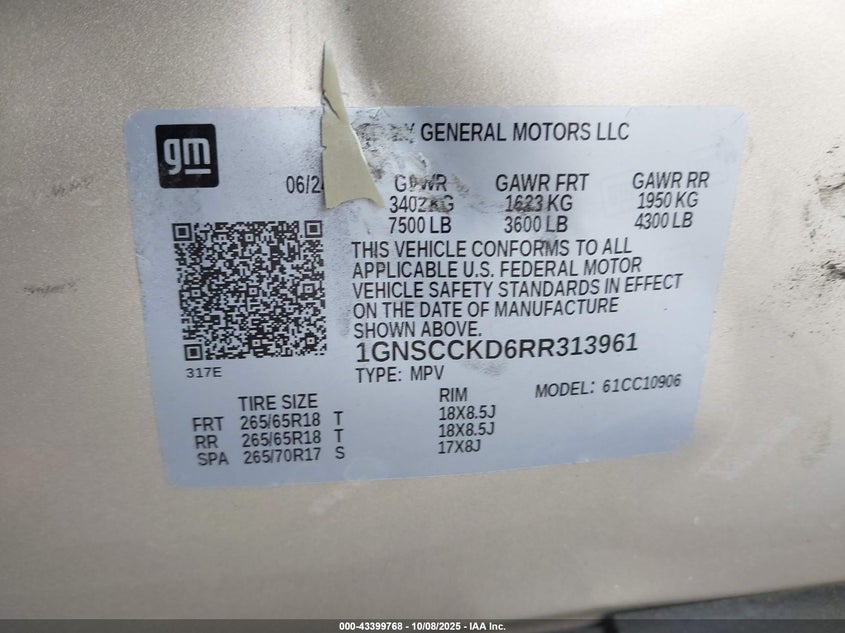 gm
GENERAL MOTORS LLC
06/24
GVWR GAWR FRT GAWR RR
3402KG 1623 KG 1950 KG
7500 LB 3600 LB 4300 LB
THIS VEHICLE CONFORMS TO ALL
APPLICABLE U.S. FEDERAL MOTOR
VEHICLE SAFETY STANDARDS IN EFFECT
ON THE DATE OF MANUFACTURE
SHOWN ABOVE.
1GNSCCKD6RR313961
317E
TYPE: MPV
MODEL: 61CC10906
TIRE SIZE RIM
FRT 265/65R18 T 18X8.5J
RR 265/65R18 T 18X8.5J
SPA 265/70R17 S 17X8J
000-43399768 - 10/08/2025 - IAA Inc.